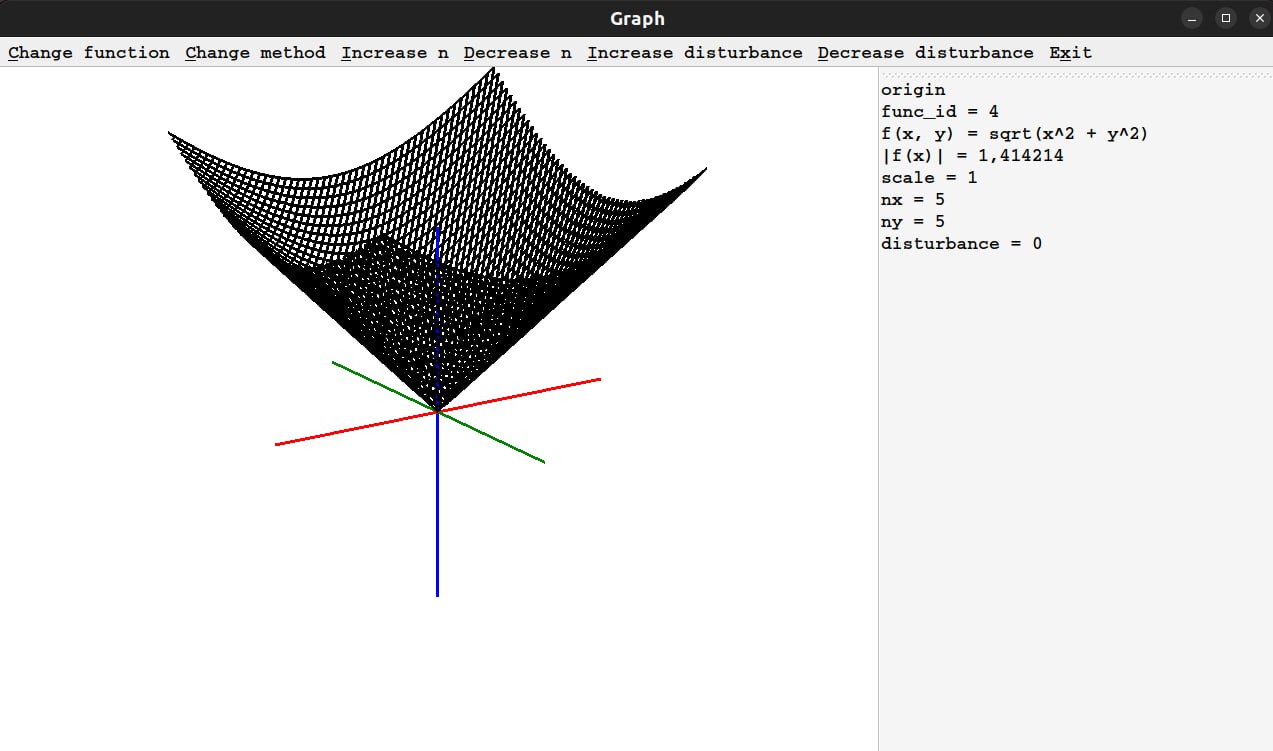 Graph
Change function Change method Increase n Decrease n Increase disturbance Decrease disturbance Exit
origin
func_id = 4
f(x, y) = sqrt(x^2 + y^2)
|f(x)| = 1,414214
scale = 1
nx = 5
ny = 5
disturbance = 0